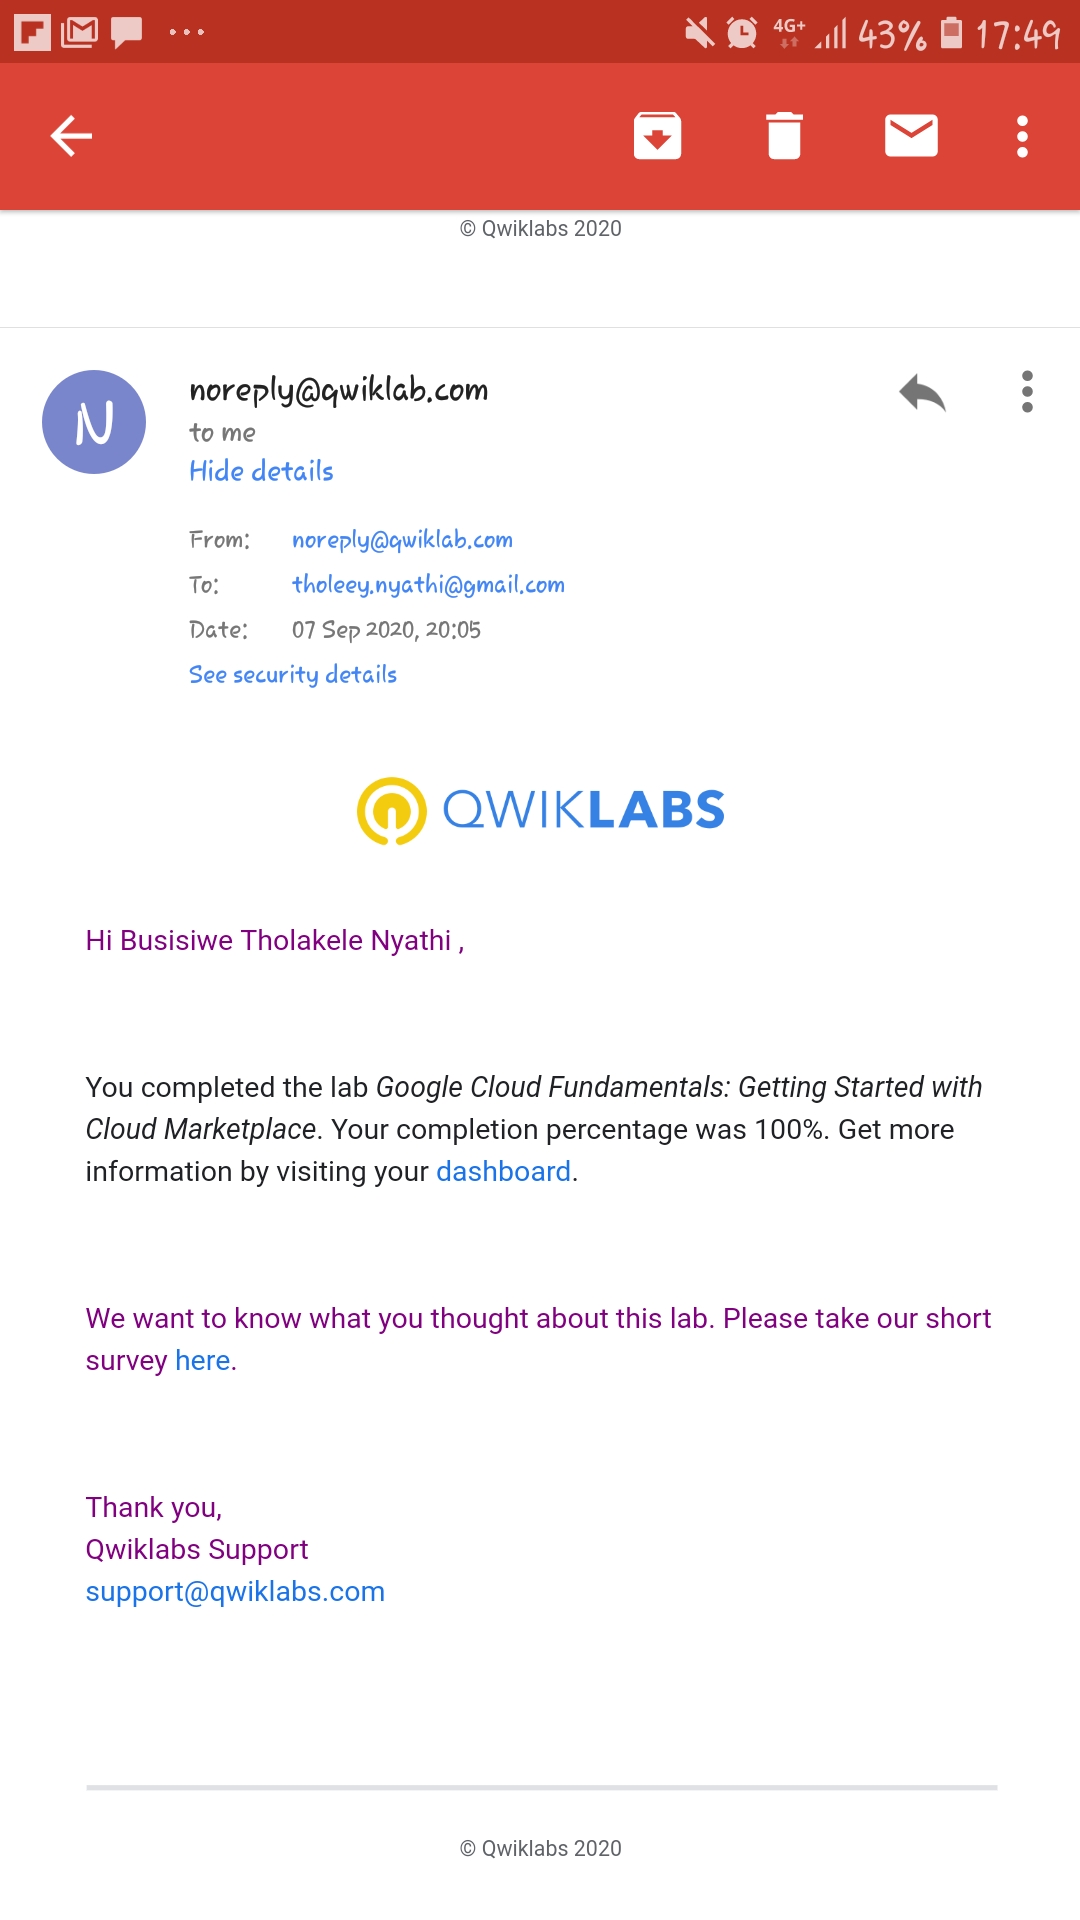 4G+ 43% 17:49
© Qwiklabs 2020
N
noreply@qwiklab.com
to me
Hide details
From: noreply@qwiklab.com
To: tholeey.nyathi@gmail.com
Date: 07 Sep 2020, 20:05
See security details
QWIKLABS
Hi Busisiwe Tholakele Nyathi ,
You completed the lab Google Cloud Fundamentals: Getting Started with
Cloud Marketplace. Your completion percentage was 100%. Get more
information by visiting your dashboard.
We want to know what you thought about this lab. Please take our short
survey here.
Thank you,
Qwiklabs Support
support@qwiklabs.com
© Qwiklabs 2020